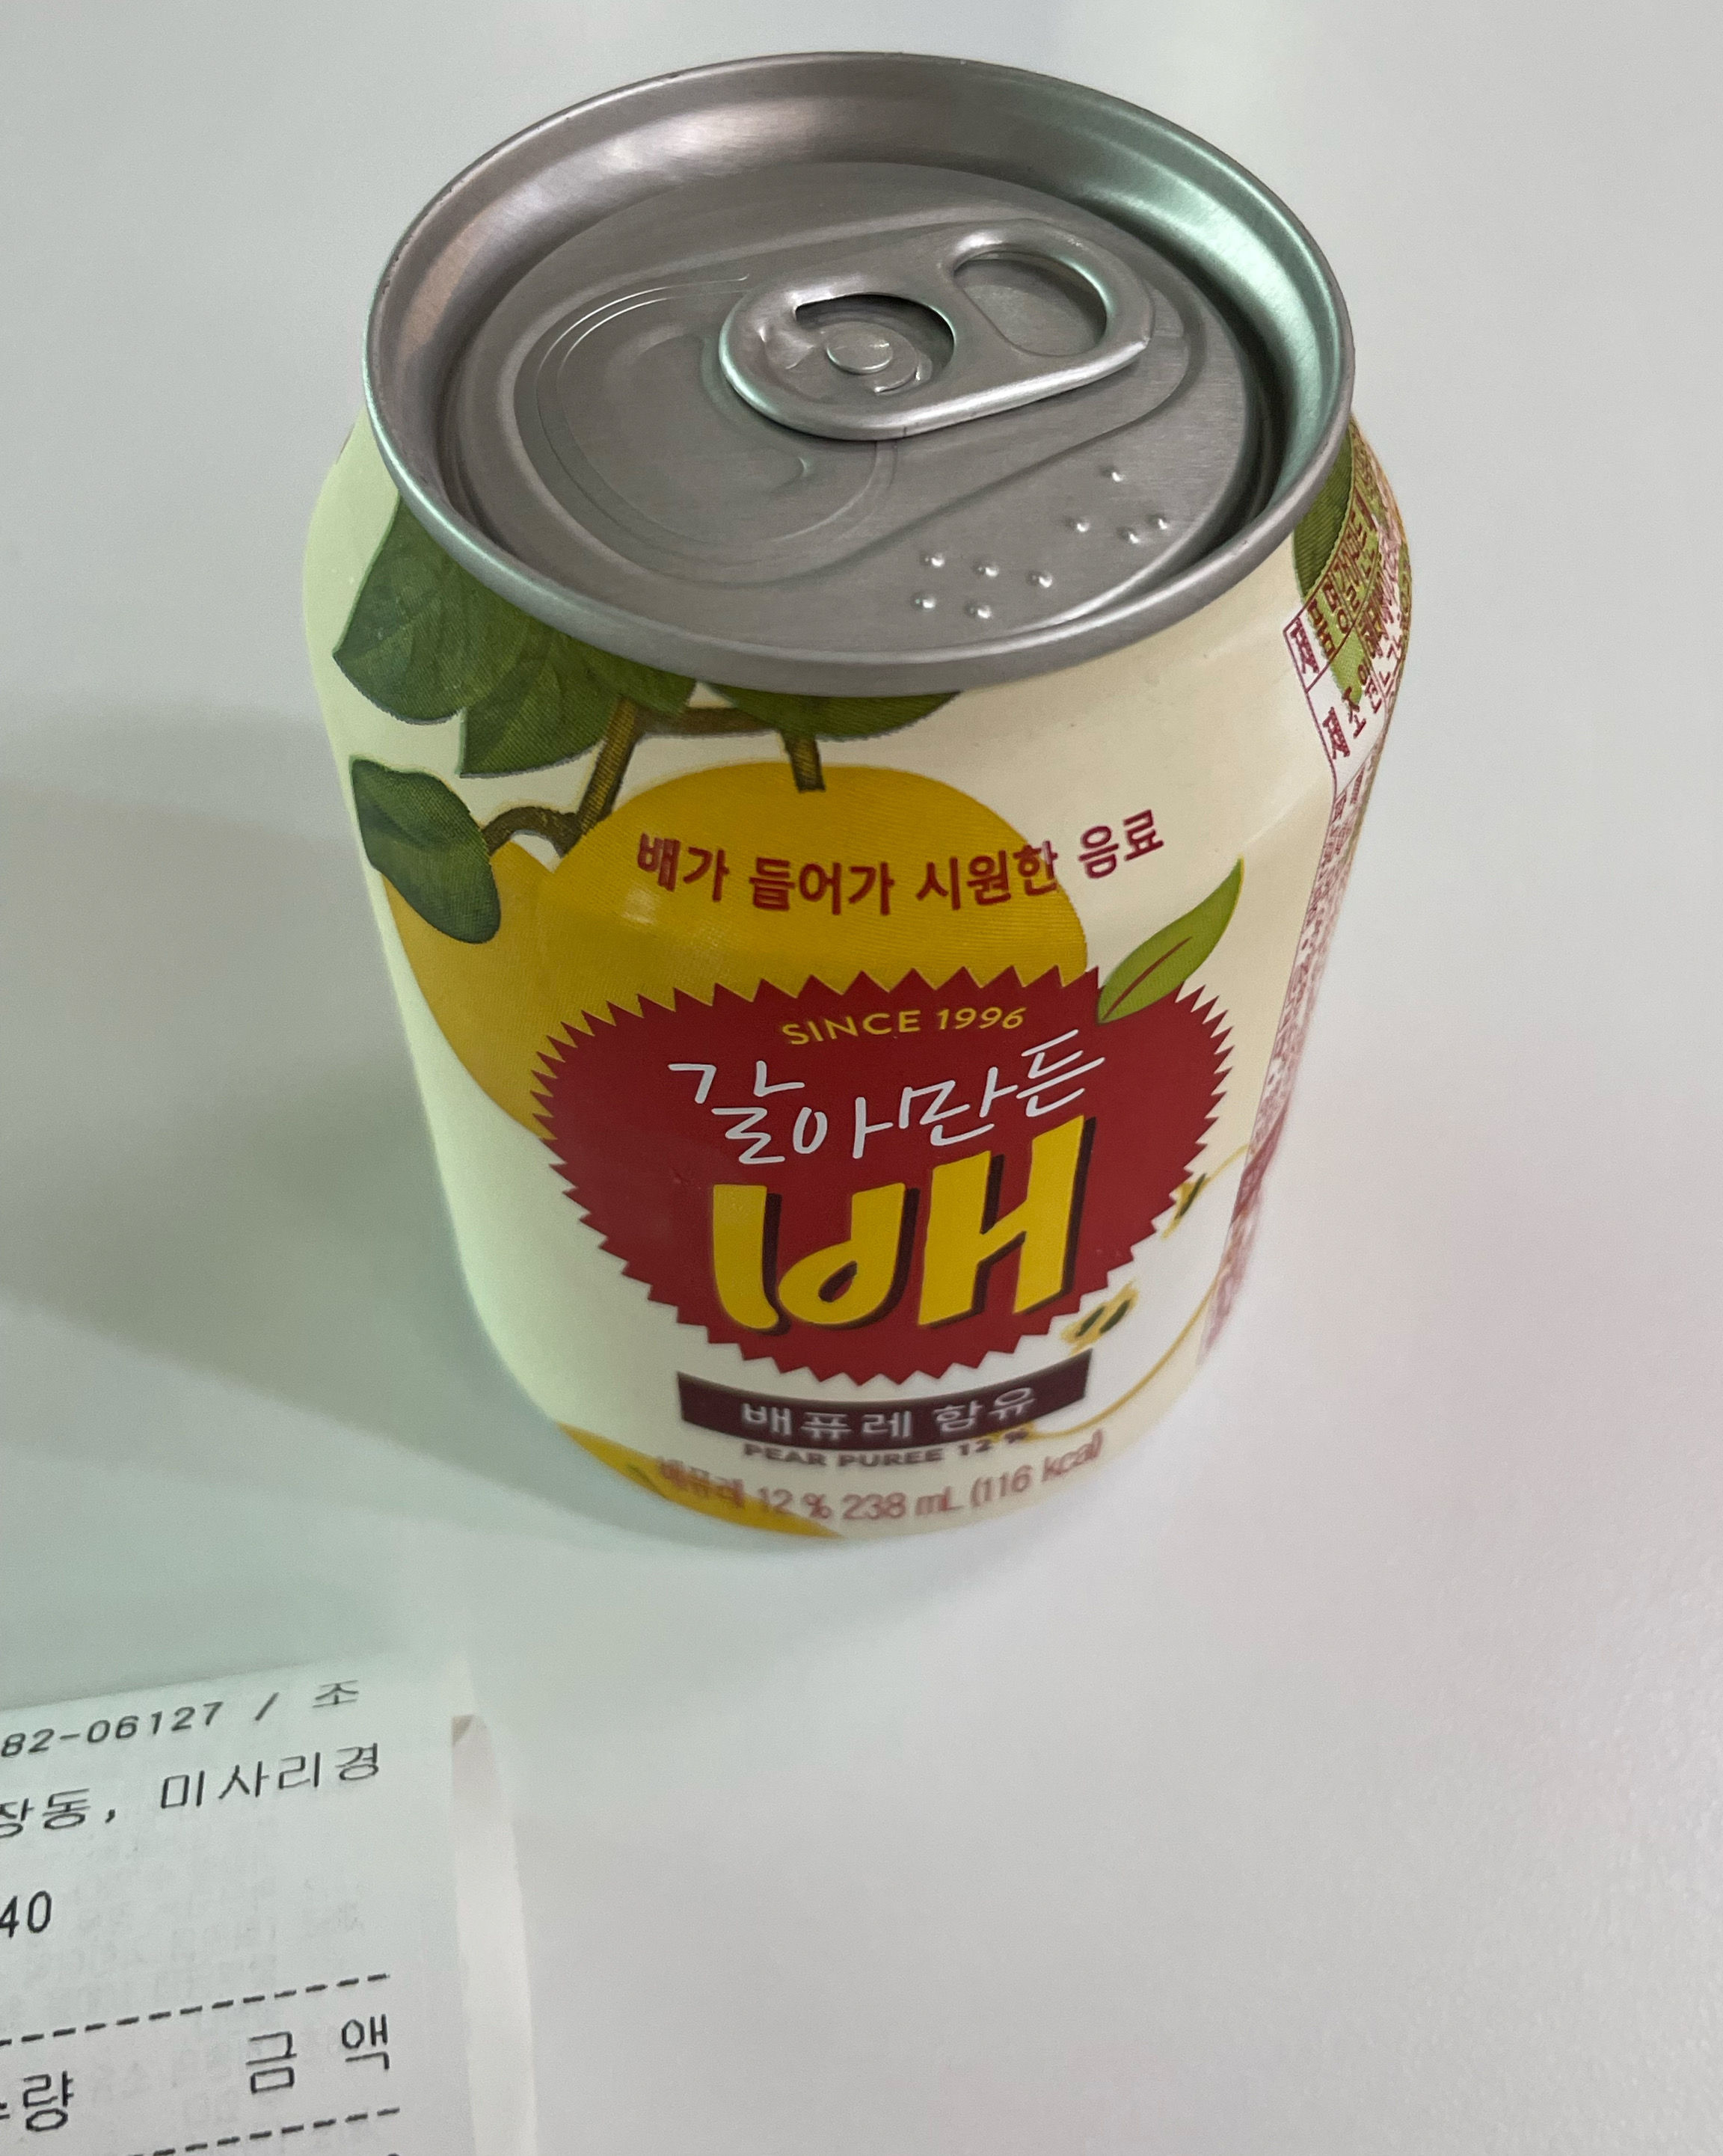 배가 들어가 시원한 음료
SINCE 1996
갈아만든
배
배퓨레 함유
PEAR PUREE 12 %
배퓨레 12 % 238 mL (116 kcal)
82-06127 / 조
장동, 미사리경
40
량 금 액